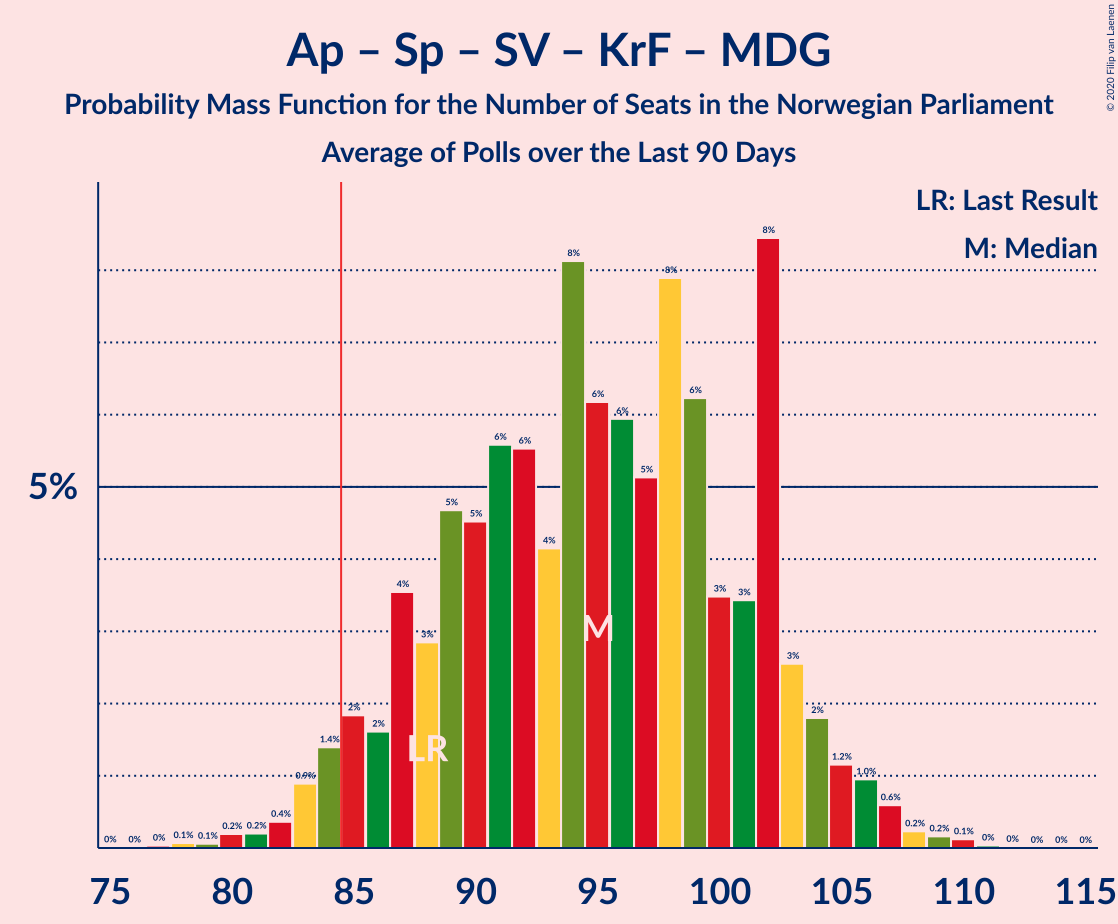 Ap – Sp – SV – KrF – MDG
Probability Mass Function for the Number of Seats in the Norwegian Parliament
Average of Polls over the Last 90 Days
© 2020 Filip van Laenen
LR: Last Result
M: Median
5%
0% 0% 0% 0.1% 0.1% 0.2% 0.2% 0.4% 0.9% 1.4% 2% 2% 4% 3% 5% 5% 6% 6% 4% 8% 6% 6% 5% 8% 6% 3% 3% 8% 3% 2% 1.2% 1.0% 0.6% 0.2% 0.2% 0.1% 0% 0% 0% 0% 0%
M
LR
75 80 85 90 95 100 105 110 115